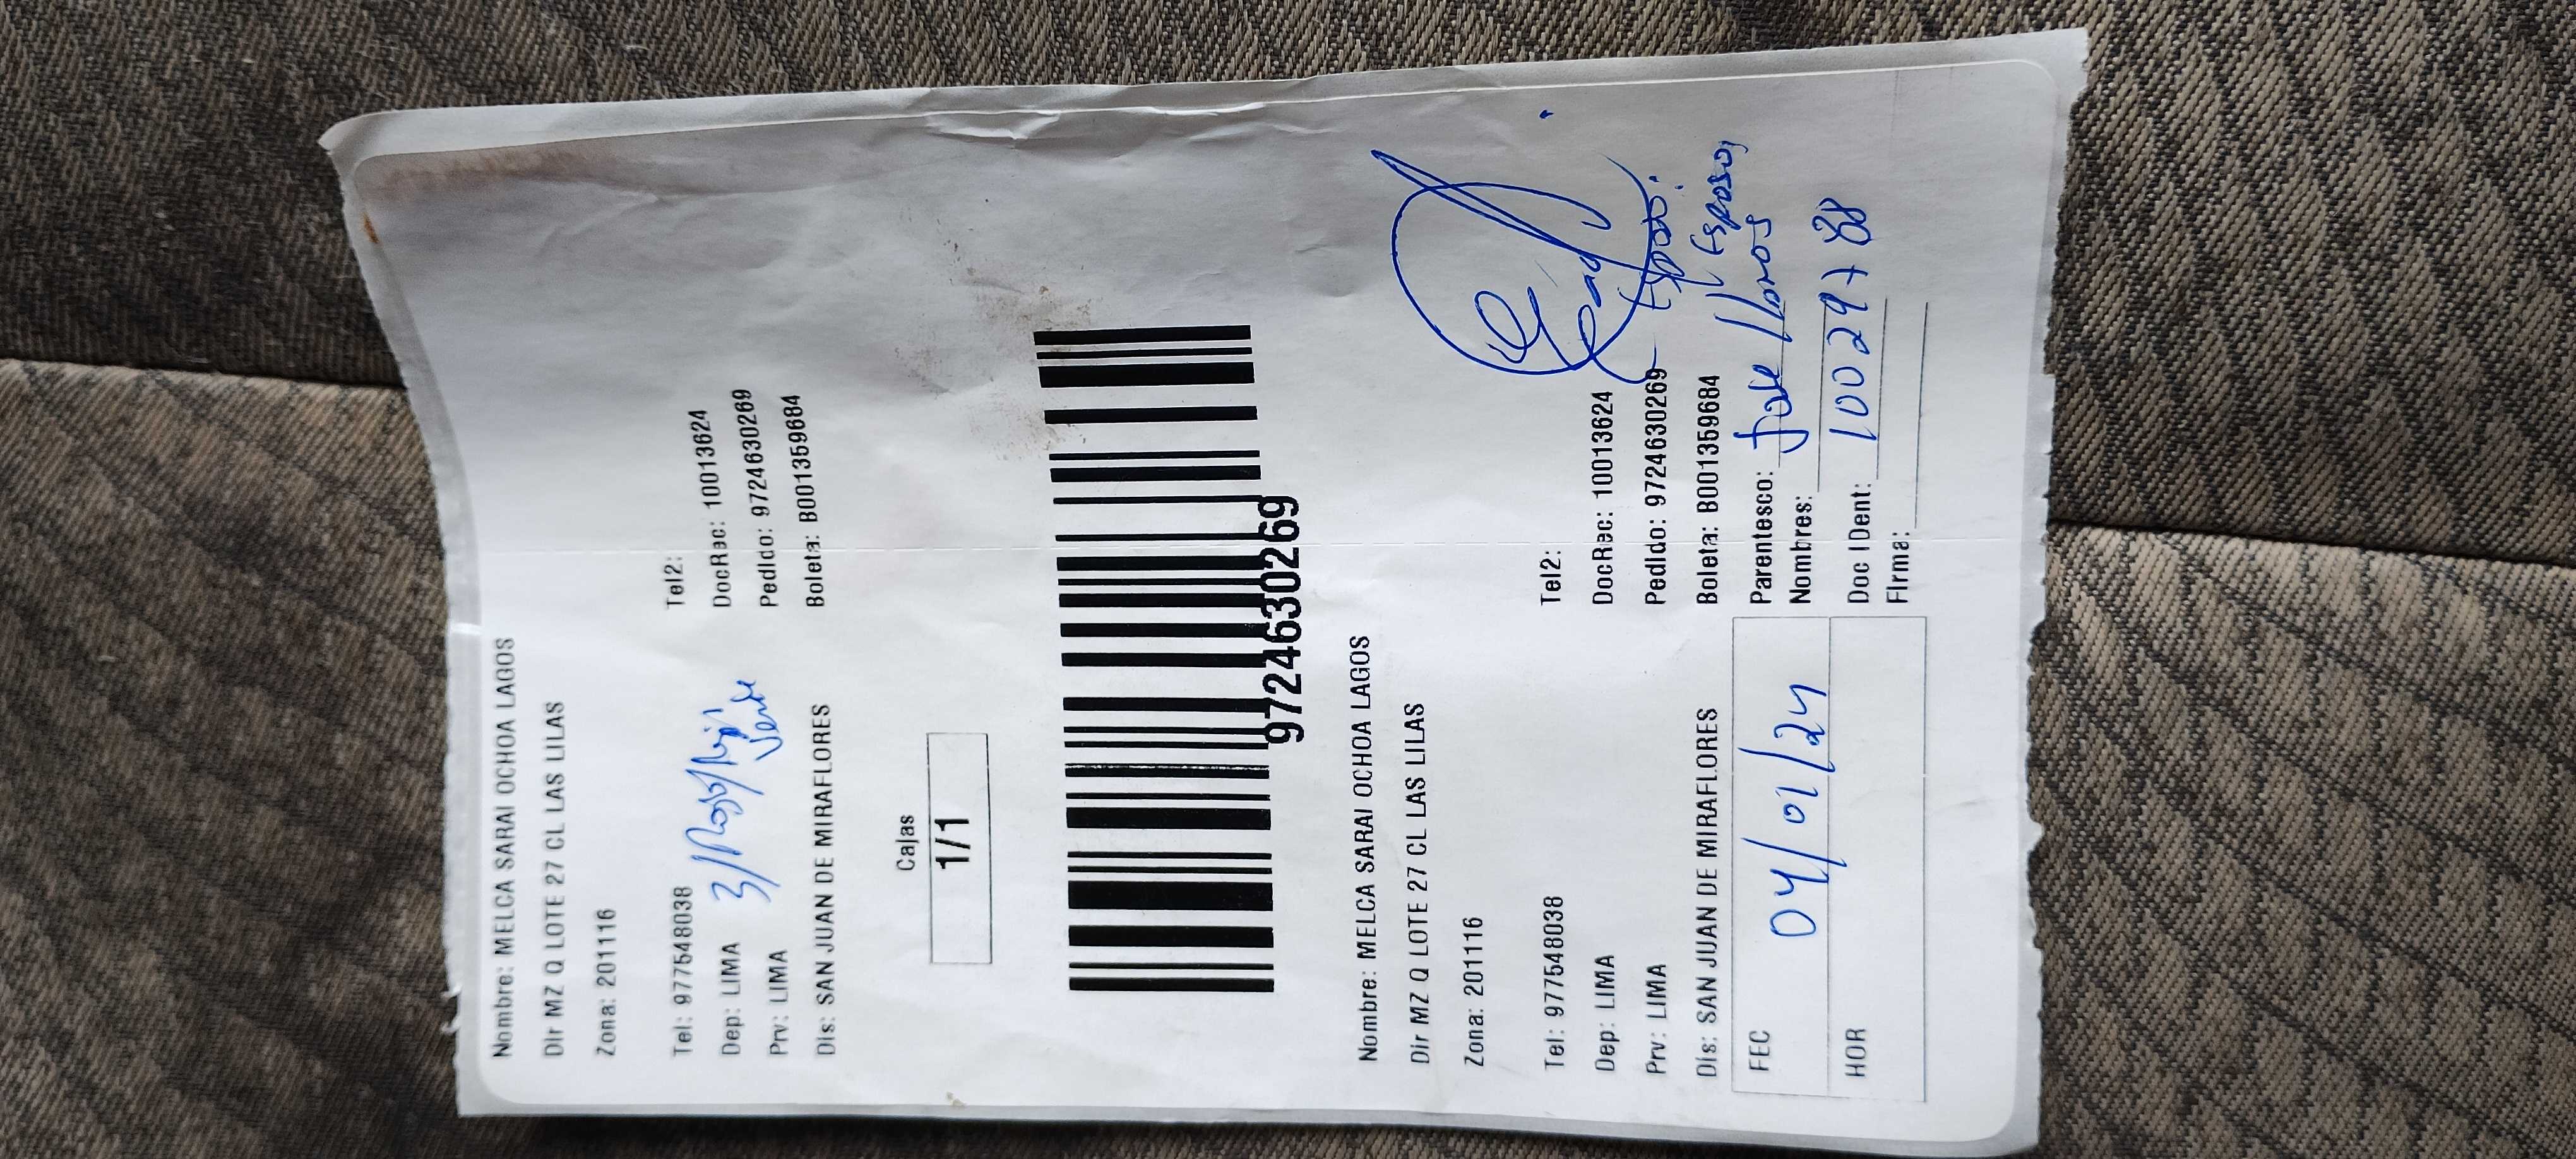 Nombre: MELCA SARAI OCHOA LAGOS
Dir MZ Q LOTE 27 CL LAS LILAS
Zona: 201116
Tel: 977548038 Tel2:
Dep: LIMA 3/ DocRec: 10013624
Prv: LIMA Pedido: 9724630269
Dis: SAN JUAN DE MIRAFLORES Boleta: B001359684
Cajas
1/1
9724630269
Nombre: MELCA SARAI OCHOA LAGOS
Dir MZ Q LOTE 27 CL LAS LILAS
Zona: 201116
Tel: 977548038 Tel2:
Dep: LIMA DocRec: 10013624
Prv: LIMA Pedido: 9724630269
Dis: SAN JUAN DE MIRAFLORES Boleta: B001359684
Esposo,
FEC 04/01/24 Parentesco: Jose
Nombres:
HOR Doc IDent: 10029788
Firma: